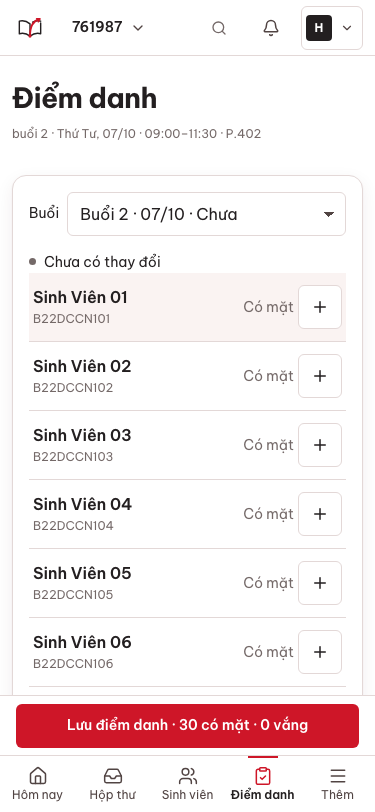 761987
H
Điểm danh
buổi 2 · Thứ Tư, 07/10 · 09:00–11:30 · P.402
Buổi
Buổi 2 · 07/10 · Chưa
Chưa có thay đổi
Sinh Viên 01
Có mặt
B22DCCN101
Sinh Viên 02
Có mặt
B22DCCN102
Sinh Viên 03
Có mặt
B22DCCN103
Sinh Viên 04
Có mặt
B22DCCN104
Sinh Viên 05
Có mặt
B22DCCN105
Sinh Viên 06
Có mặt
B22DCCN106
Lưu điểm danh · 30 có mặt · 0 vắng
Hôm nay
Hộp thư
Sinh viên
Điểm danh
Thêm